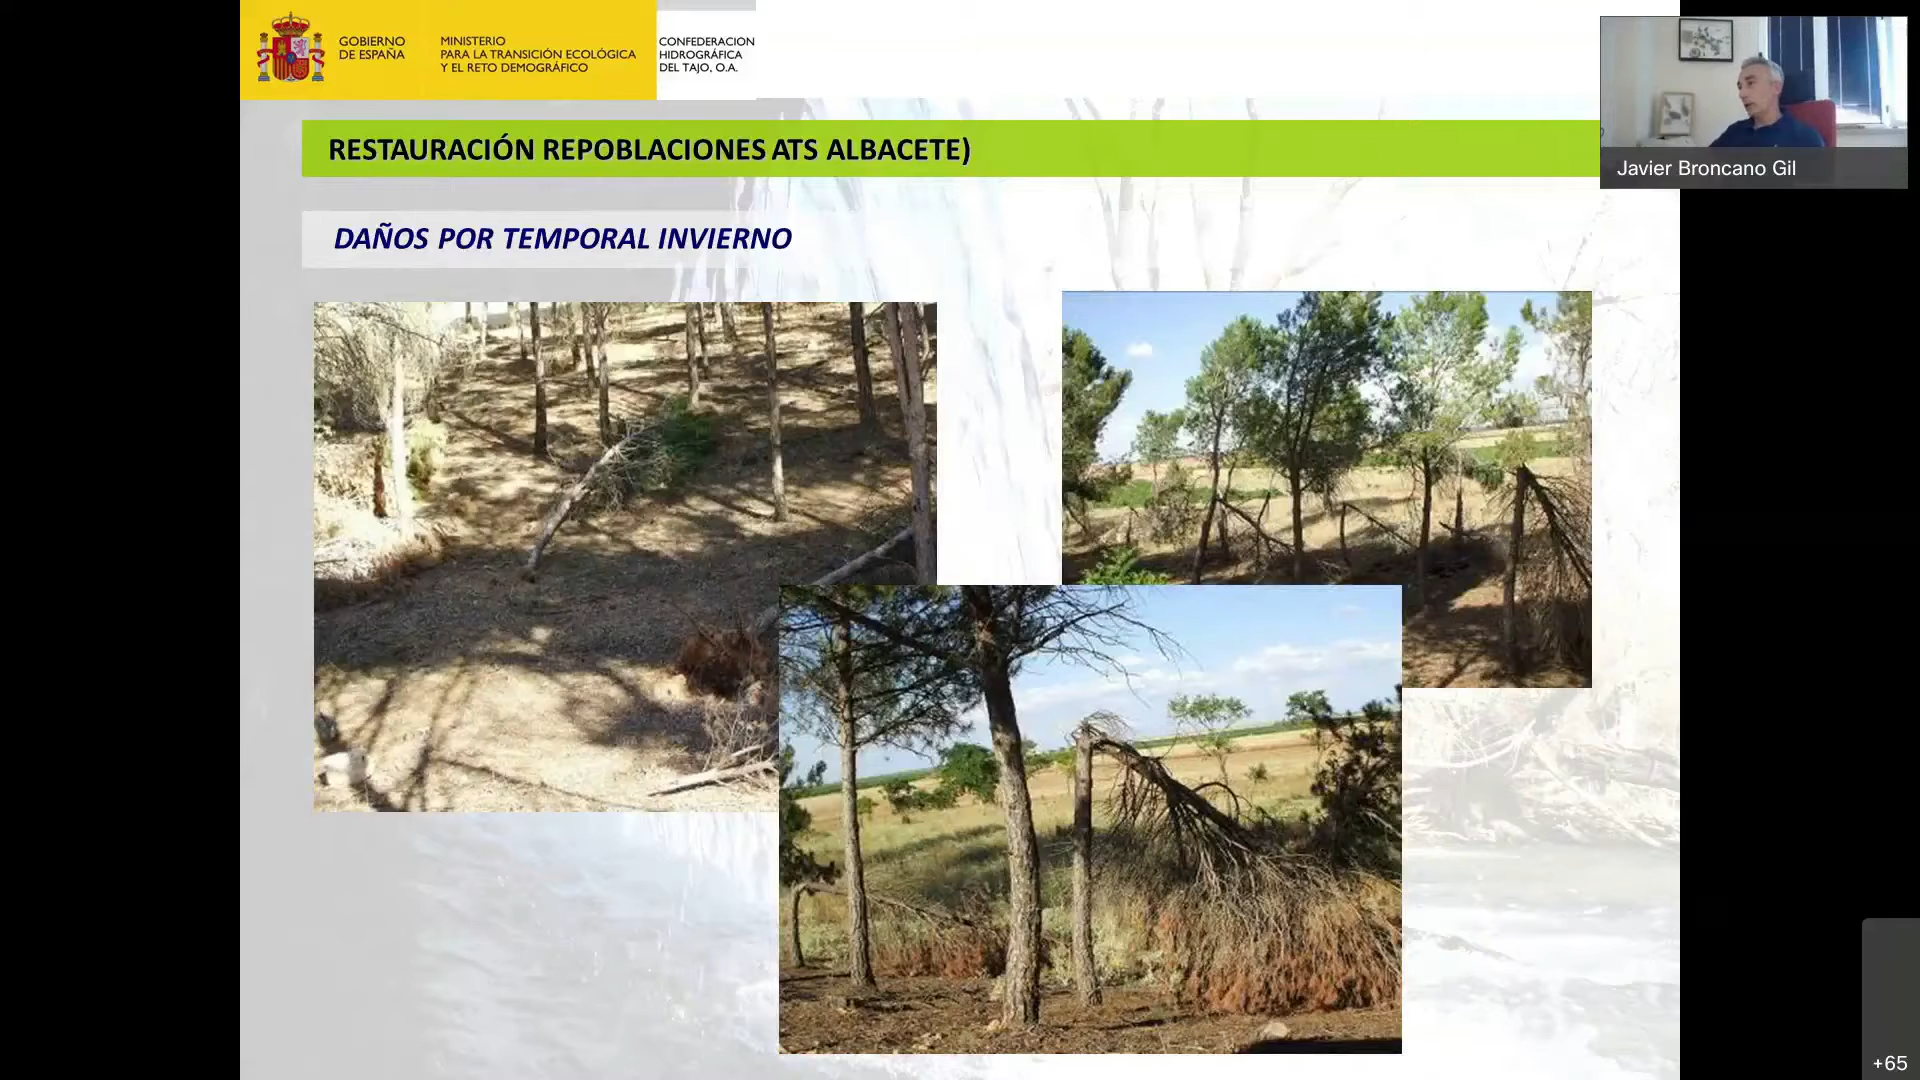 GOBIERNO
DE ESPAÑA
MINISTERIO
PARA LA TRANSICIÓN ECOLÓGICA
Y EL RETO DEMOGRÁFICO
CONFEDERACION
HIDROGRÁFICA
DEL TAJO, O.A.
RESTAURACIÓN REPOBLACIONES ATS ALBACETE)
Javier Broncano Gil
DAÑOS POR TEMPORAL INVIERNO
+65